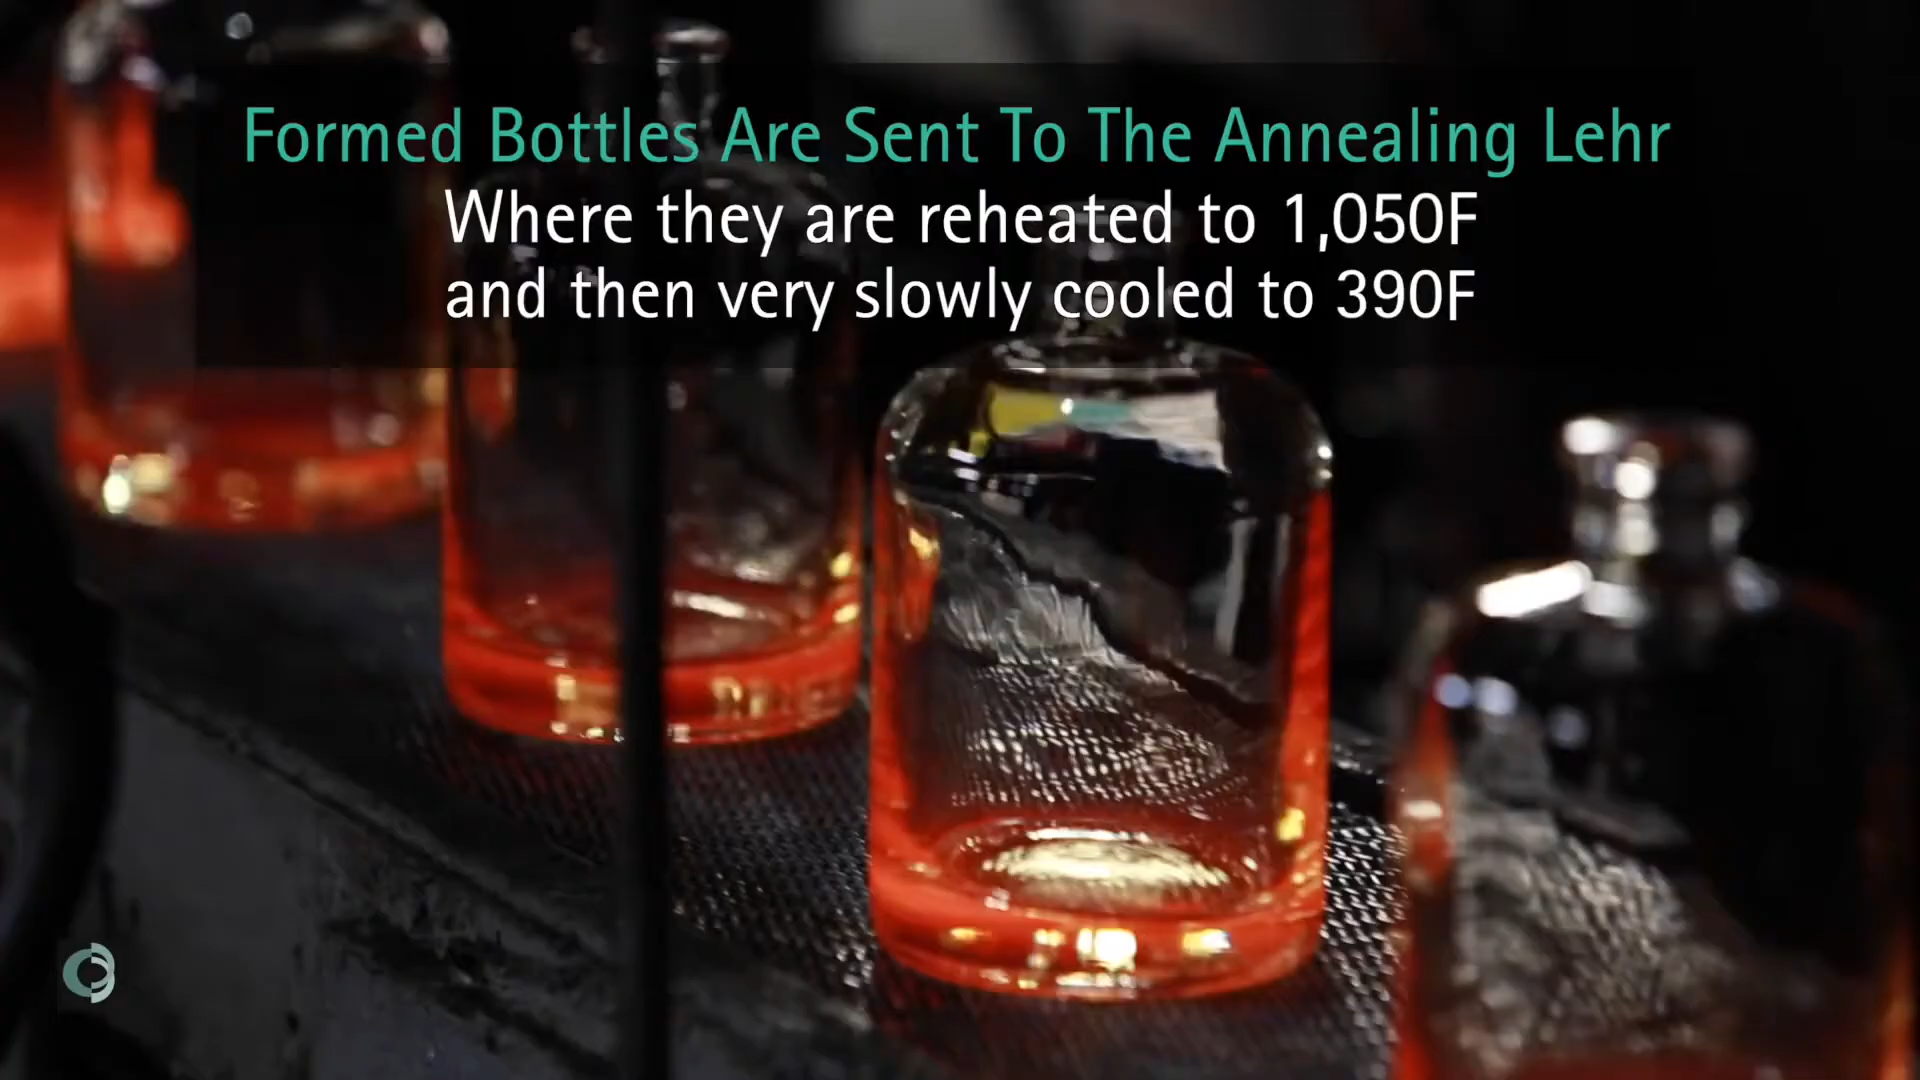 Formed Bottles Are Sent To The Annealing Lehr
Where they are reheated to 1,050F
and then very slowly cooled to 390F